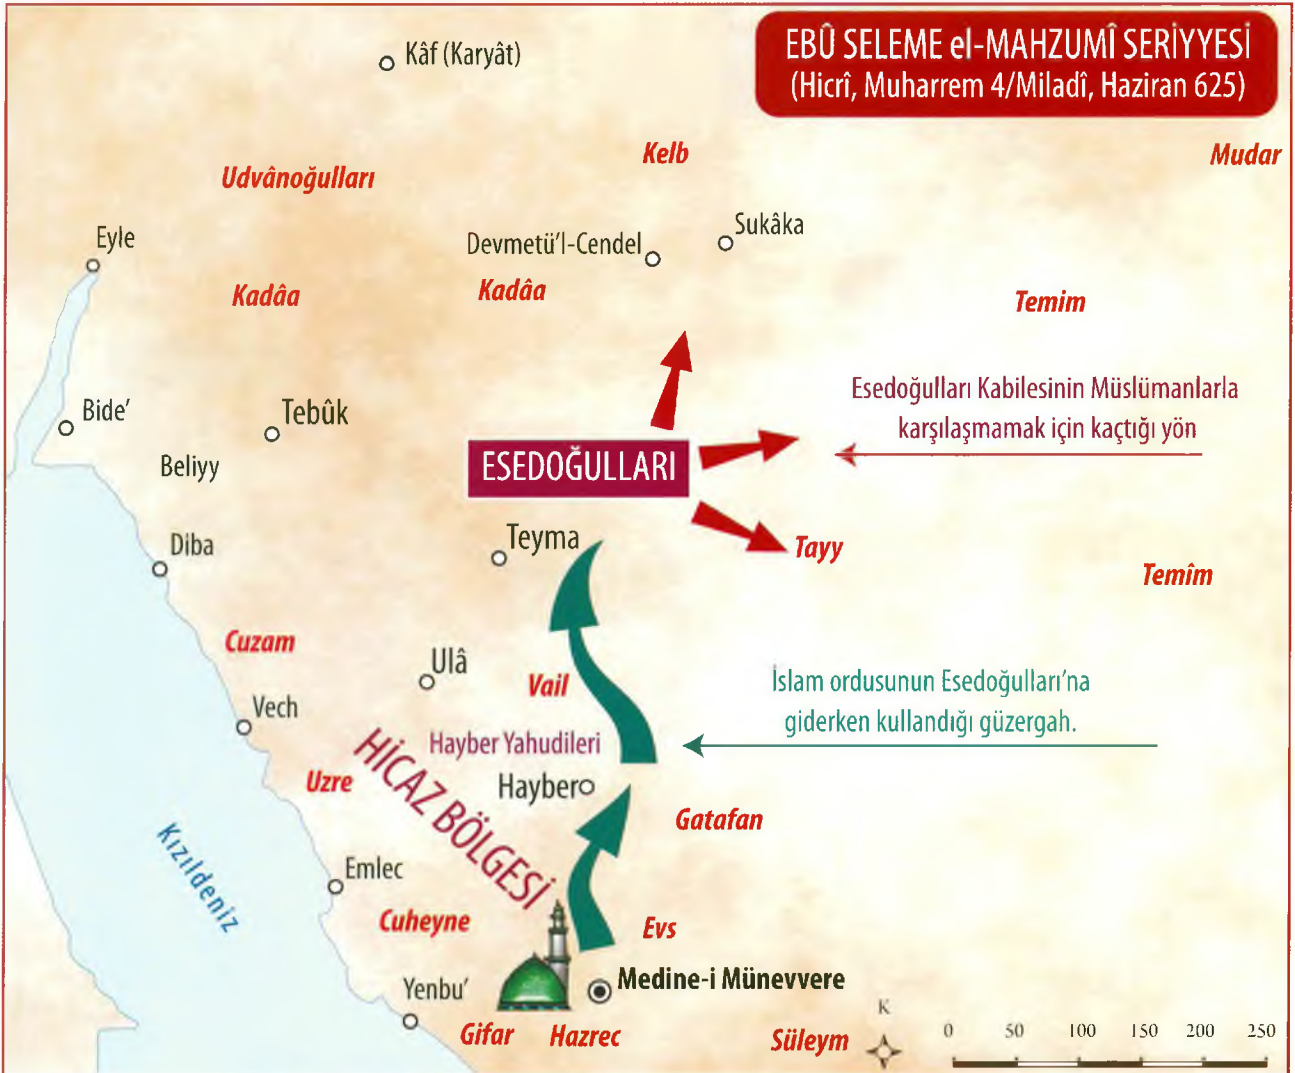 EBÛ SELEME el-MAHZUMÎ SERİYYESİ
(Hicrî, Muharrem 4/Miladî, Haziran 625)
Kâf (Karyât)
Kelb
Mudar
Udvânoğulları
Sukâka
Eyle
Devmetü'l-Cendel
Kadâa
Kadâa
Temim
Esedoğulları Kabilesinin Müslümanlarla
karşılaşmamak için kaçtığı yön
Bide'
Tebûk
Beliyy
ESEDOĞULLARI
Diba
Teyma
Tayy
Temîm
Cuzam
Ulâ
Vail
İslam ordusunun Esedoğulları'na
giderken kullandığı güzergah.
Vech
Hayber Yahudileri
HİCAZ BÖLGESİ
Uzre
Hayber
Gatafan
Kızıldeniz
Emlec
Cuheyne
Evs
Medine-i Münevvere
Yenbu'
Gifar
Hazrec
Süleym
K
0 50 100 150 200 250